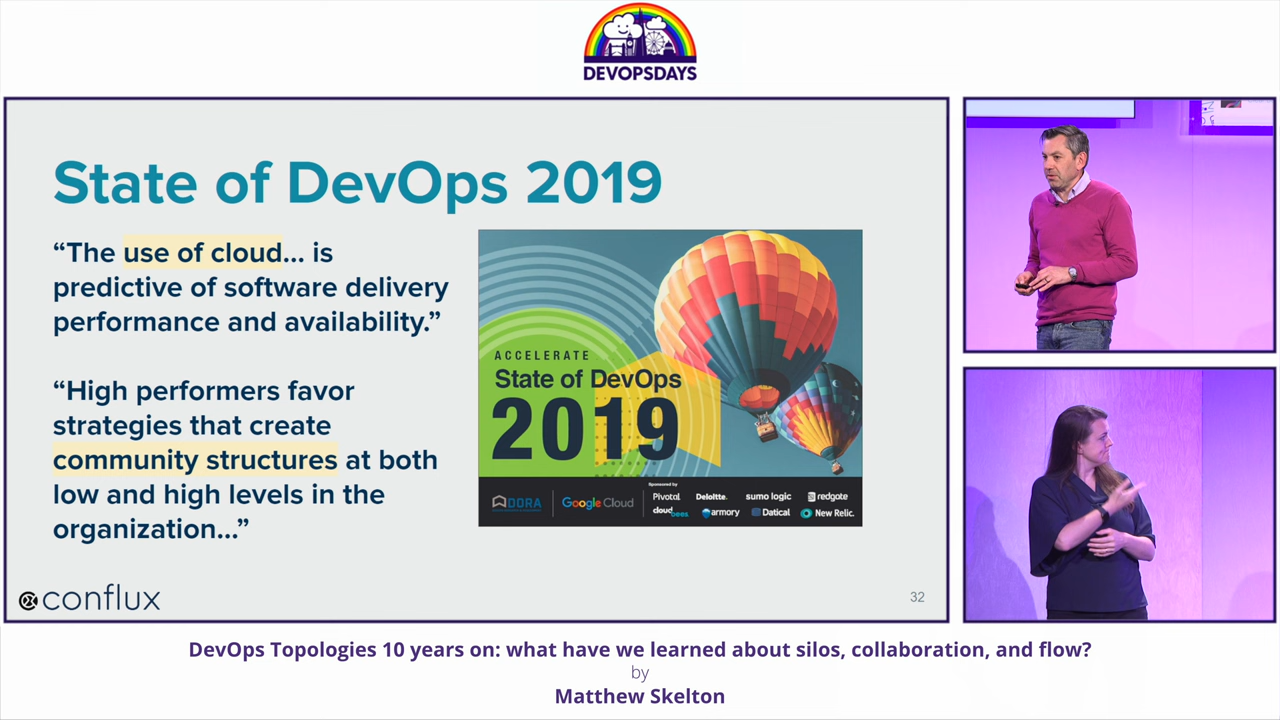 DEVOPSDAYS
State of DevOps 2019
“The use of cloud... is
predictive of software delivery
performance and availability.”
“High performers favor
strategies that create
community structures at both
low and high levels in the
organization...”
ACCELERATE
State of DevOps
2019
Sponsored by
DORA
Google Cloud
Pivotal
Deloitte.
sumo logic
redgate
cloudbees
armory
Datical
New Relic.
conflux
32
DevOps Topologies 10 years on: what have we learned about silos, collaboration, and flow?
by
Matthew Skelton